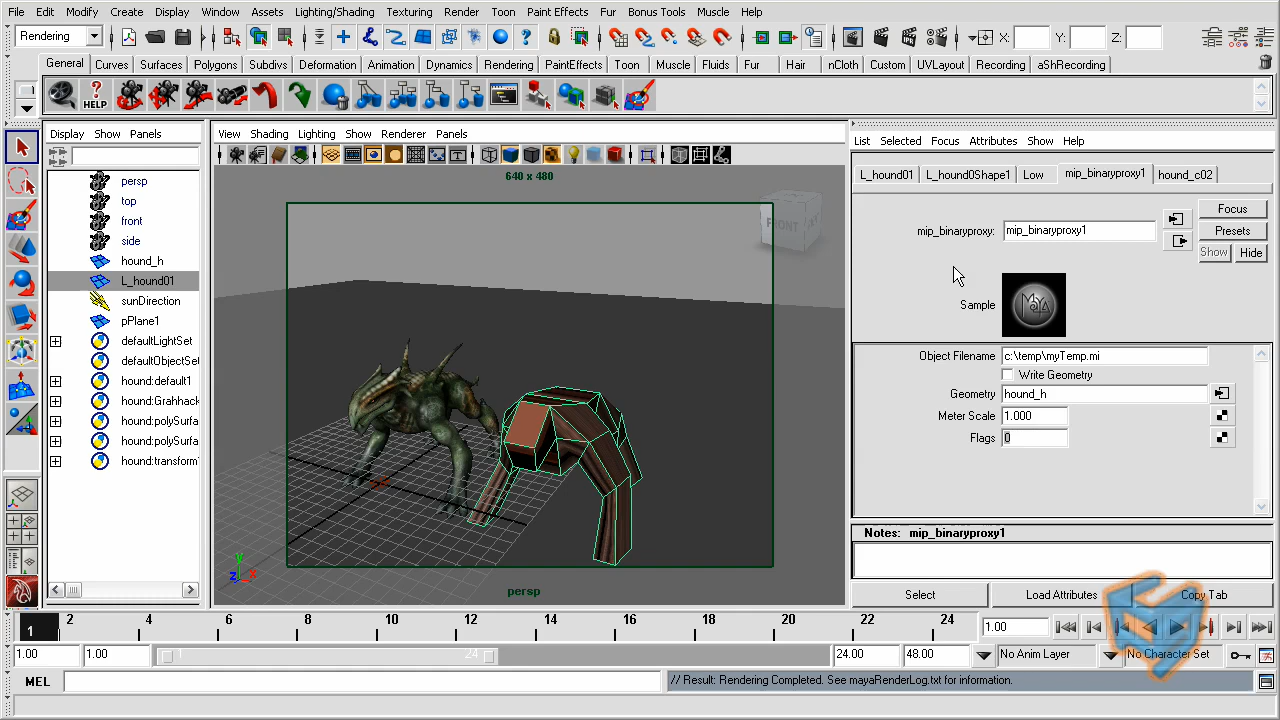 File Edit Modify Create Display Window Assets Lighting/Shading Texturing Render Toon Paint Effects Fur Bonus Tools Muscle Help
Rendering X: Y: Z:
General Curves Surfaces Polygons Subdivs Deformation Animation Dynamics Rendering PaintEffects Toon Muscle Fluids Fur Hair nCloth Custom UVLayout Recording aShRecording
HELP
Display Show Panels
View Shading Lighting Show Renderer Panels
List Selected Focus Attributes Show Help
L_hound01 L_hound0Shape1 Low mip_binaryproxy1 hound_c02
persp
top
front
side
hound_h
L_hound01
sunDirection
pPlane1
defaultLightSet
defaultObjectSe
hound:default1
hound:Grahhack
hound:polySurfa
hound:polySurfa
hound:transform
640 x 480
FRONT
persp
y
z x
mip_binaryproxy: mip_binaryproxy1
Focus
Presets
Show Hide
Sample
Object Filename c:\temp\myTemp.mi
Write Geometry
Geometry hound_h
Meter Scale 1.000
Flags 0
Notes: mip_binaryproxy1
Select Load Attributes Copy Tab
1 2 4 6 8 10 12 14 16 18 20 22 24 1.00
1.00 1.00 24 24.00 48.00 No Anim Layer No Character Set
MEL // Result: Rendering Completed. See mayaRenderLog.txt for information.